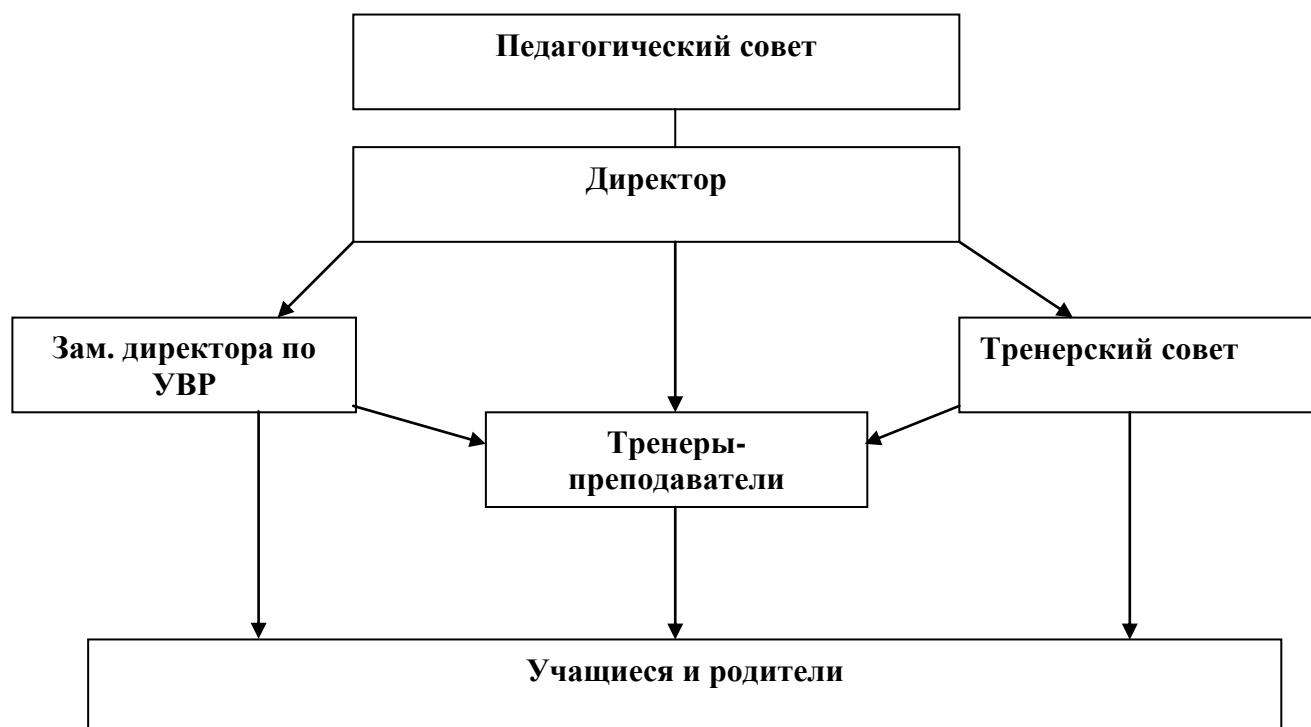 Педагогический совет
Директор
Зам. директора по
УВР
Тренерский совет
Тренеры-
преподаватели
Учащиеся и родители